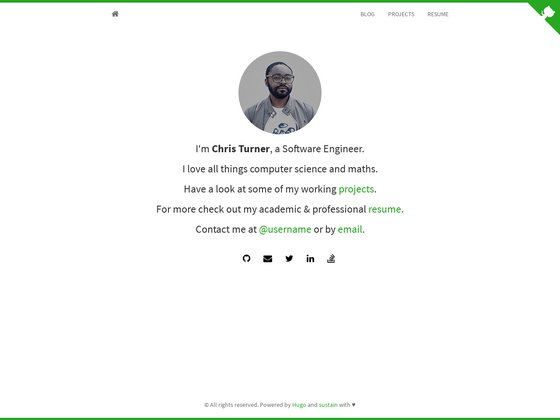 BLOG PROJECTS RESUME
I'm Chris Turner, a Software Engineer.
I love all things computer science and maths.
Have a look at some of my working projects.
For more check out my academic & professional resume.
Contact me at @username or by email.
© All rights reserved. Powered by Hugo and sustain with ♥